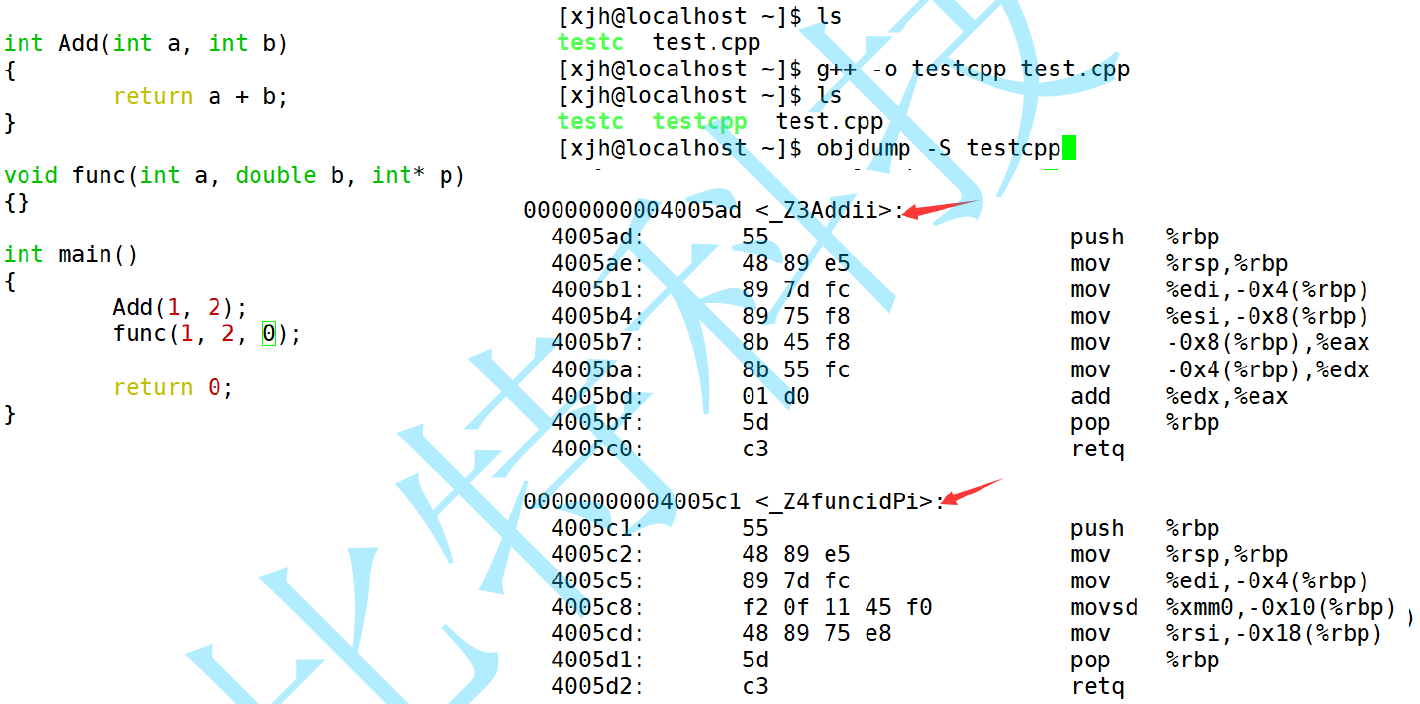 int Add(int a, int b)
{
        return a + b;
}
void func(int a, double b, int* p)
{}
int main()
{
        Add(1, 2);
        func(1, 2, 0);
        return 0;
}
[xjh@localhost ~]$ ls
testc  test.cpp
[xjh@localhost ~]$ g++ -o testcpp test.cpp
[xjh@localhost ~]$ ls
testc  testcpp  test.cpp
[xjh@localhost ~]$ objdump -S testcpp
00000000004005ad <_Z3Addii>:
  4005ad:       55                      push   %rbp
  4005ae:       48 89 e5                mov    %rsp,%rbp
  4005b1:       89 7d fc                mov    %edi,-0x4(%rbp)
  4005b4:       89 75 f8                mov    %esi,-0x8(%rbp)
  4005b7:       8b 45 f8                mov    -0x8(%rbp),%eax
  4005ba:       8b 55 fc                mov    -0x4(%rbp),%edx
  4005bd:       01 d0                   add    %edx,%eax
  4005bf:       5d                      pop    %rbp
  4005c0:       c3                      retq
00000000004005c1 <_Z4funcidPi>:
  4005c1:       55                      push   %rbp
  4005c2:       48 89 e5                mov    %rsp,%rbp
  4005c5:       89 7d fc                mov    %edi,-0x4(%rbp)
  4005c8:       f2 0f 11 45 f0          movsd  %xmm0,-0x10(%rbp)
  4005cd:       48 89 75 e8             mov    %rsi,-0x18(%rbp)
  4005d1:       5d                      pop    %rbp
  4005d2:       c3                      retq
比特科技